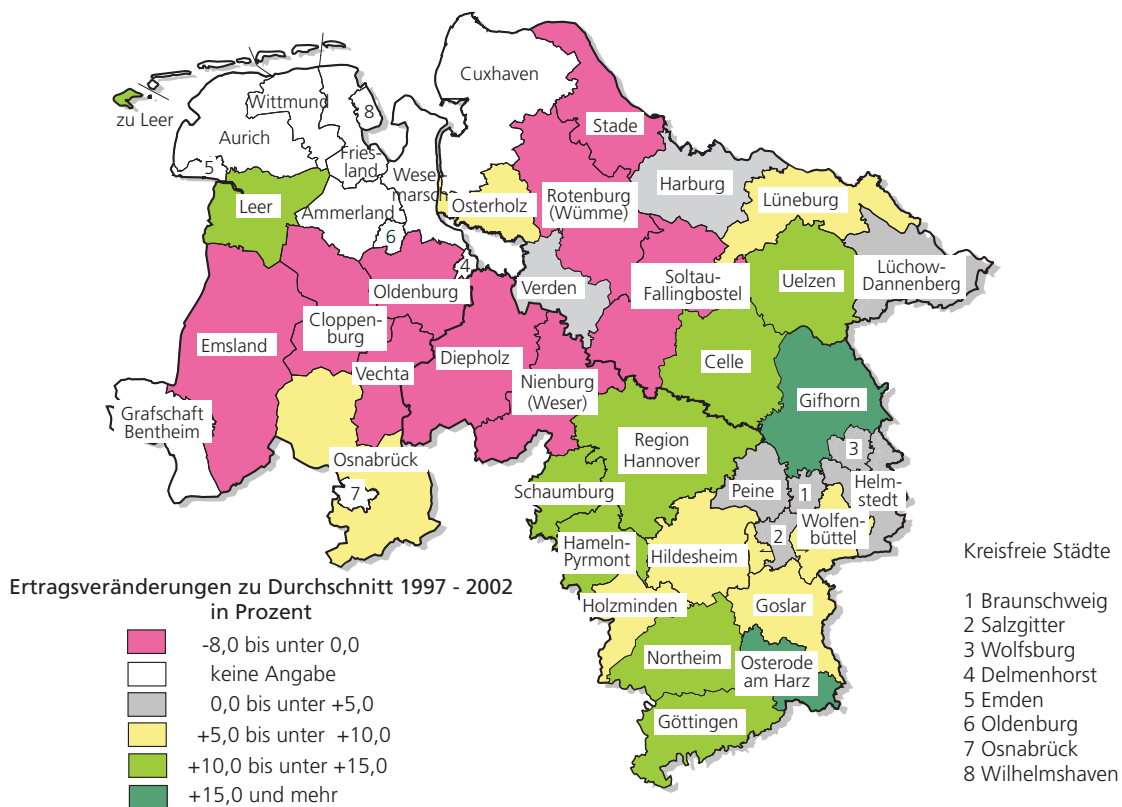 Cuxhaven
Wittmund
8
zu Leer
Aurich
Stade
5
Fries-
land
Weser-
marsch
Harburg
Leer
Ammerland
Osterholz
Rotenburg
(Wümme)
Lüneburg
6
4
Oldenburg
Verden
Soltau-
Fallingbostel
Uelzen
Lüchow-
Dannenberg
Cloppen-
burg
Emsland
Vechta
Diepholz
Nienburg
(Weser)
Celle
Gifhorn
Grafschaft
Bentheim
Osnabrück
7
Region
Hannover
3
Schaumburg
Peine
1
Helm-
stedt
Wolfen-
büttel
2
Hameln-
Pyrmont
Hildesheim
Holzminden
Goslar
Northeim
Osterode
am Harz
Göttingen
Ertragsveränderungen zu Durchschnitt 1997 - 2002
in Prozent
-8,0 bis unter 0,0
keine Angabe
0,0 bis unter +5,0
+5,0 bis unter +10,0
+10,0 bis unter +15,0
+15,0 und mehr
Kreisfreie Städte
1 Braunschweig
2 Salzgitter
3 Wolfsburg
4 Delmenhorst
5 Emden
6 Oldenburg
7 Osnabrück
8 Wilhelmshaven